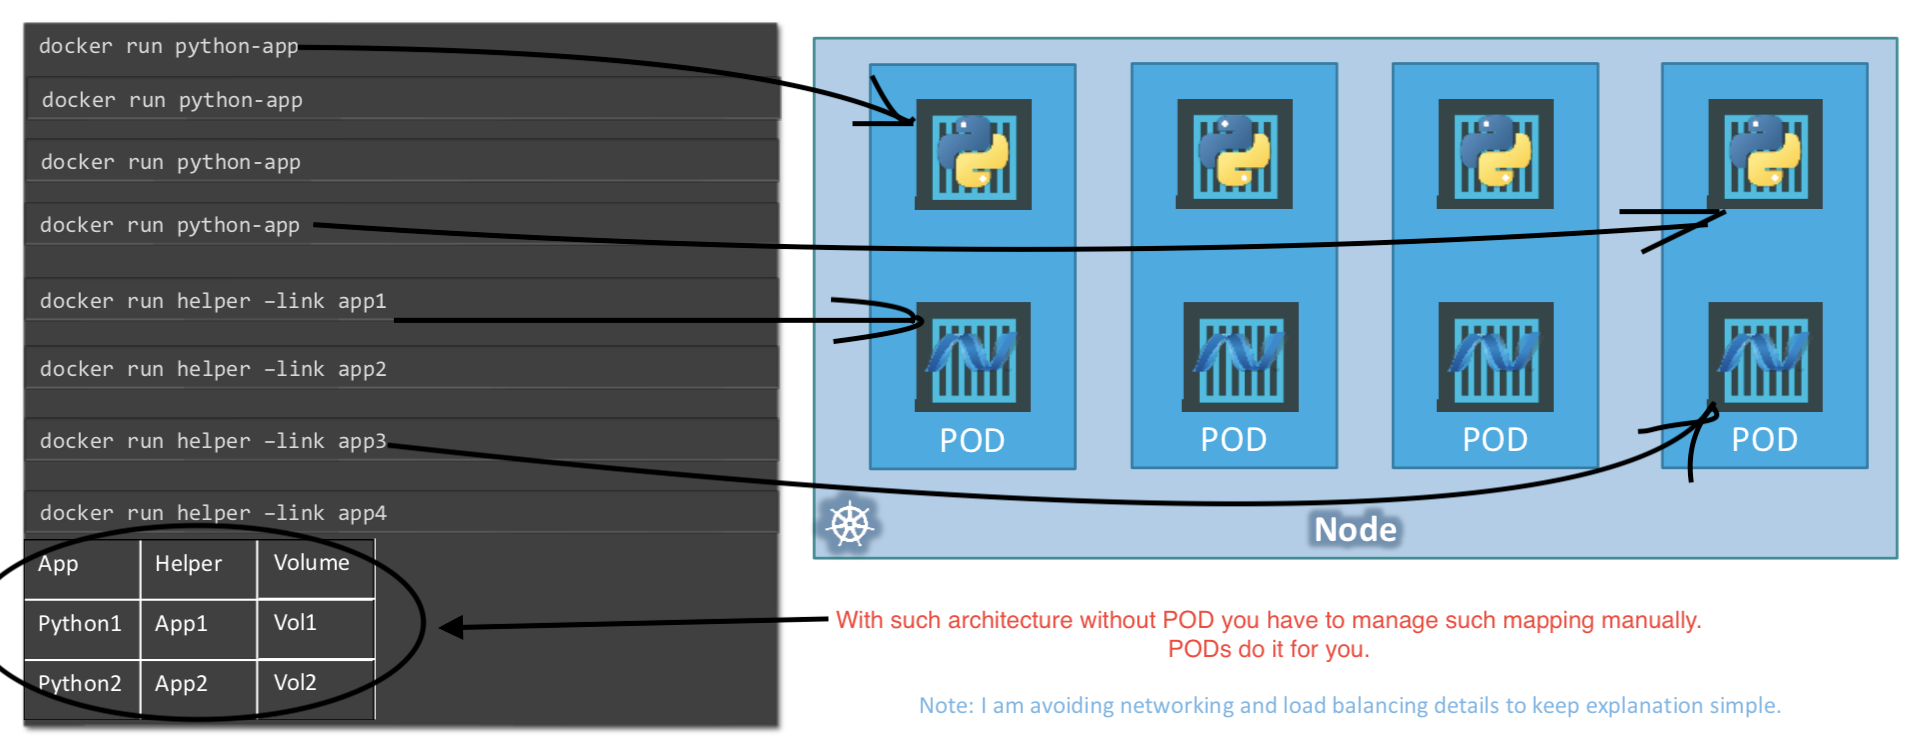 docker run python-app
docker run python-app
docker run python-app
docker run python-app
docker run helper –link app1
docker run helper –link app2
docker run helper –link app3
docker run helper –link app4
App Helper Volume
Python1 App1 Vol1
Python2 App2 Vol2
POD POD POD POD
Node
With such architecture without POD you have to manage such mapping manually.
PODs do it for you.
Note: I am avoiding networking and load balancing details to keep explanation simple.